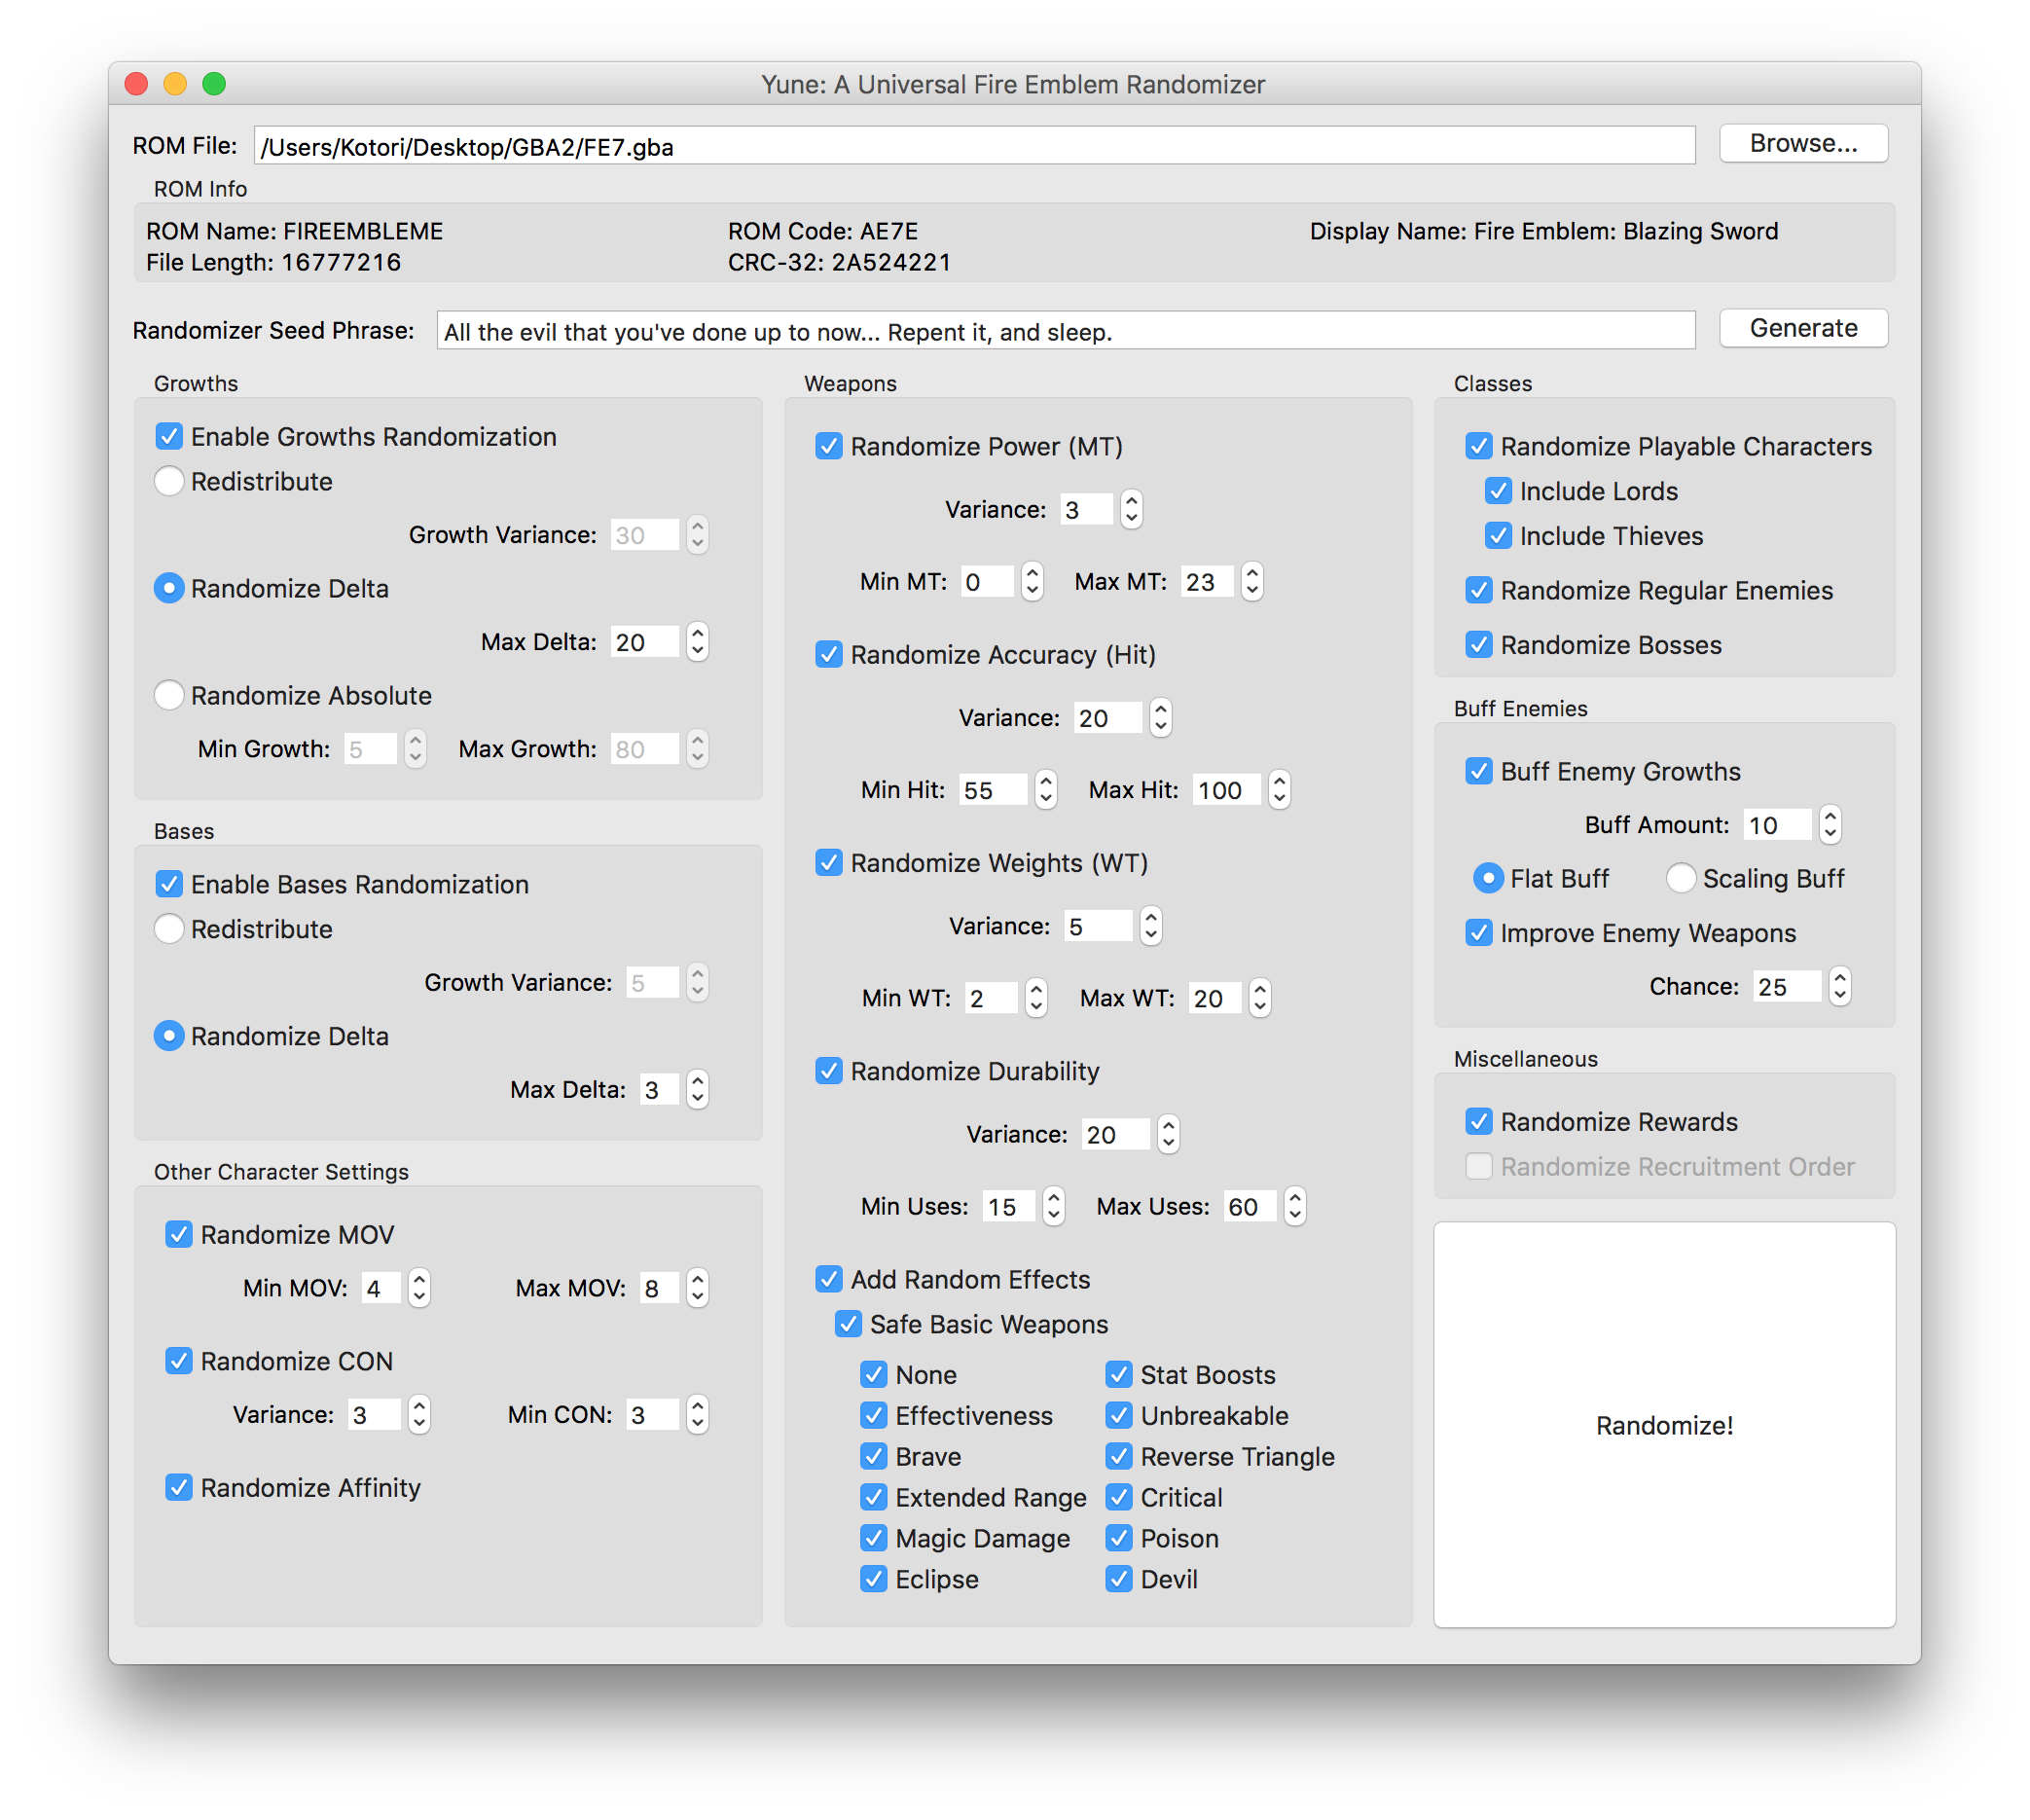 Yune: A Universal Fire Emblem Randomizer
ROM File: /Users/Kotori/Desktop/GBA2/FE7.gba Browse...
ROM Info
ROM Name: FIREEMBLEME ROM Code: AE7E Display Name: Fire Emblem: Blazing Sword
File Length: 16777216 CRC-32: 2A524221
Randomizer Seed Phrase: All the evil that you've done up to now... Repent it, and sleep. Generate
Growths
Enable Growths Randomization
Redistribute
Growth Variance: 30
Randomize Delta
Max Delta: 20
Randomize Absolute
Min Growth: 5 Max Growth: 80
Bases
Enable Bases Randomization
Redistribute
Growth Variance: 5
Randomize Delta
Max Delta: 3
Other Character Settings
Randomize MOV
Min MOV: 4 Max MOV: 8
Randomize CON
Variance: 3 Min CON: 3
Randomize Affinity
Weapons
Randomize Power (MT)
Variance: 3
Min MT: 0 Max MT: 23
Randomize Accuracy (Hit)
Variance: 20
Min Hit: 55 Max Hit: 100
Randomize Weights (WT)
Variance: 5
Min WT: 2 Max WT: 20
Randomize Durability
Variance: 20
Min Uses: 15 Max Uses: 60
Add Random Effects
Safe Basic Weapons
None Stat Boosts
Effectiveness Unbreakable
Brave Reverse Triangle
Extended Range Critical
Magic Damage Poison
Eclipse Devil
Classes
Randomize Playable Characters
Include Lords
Include Thieves
Randomize Regular Enemies
Randomize Bosses
Buff Enemies
Buff Enemy Growths
Buff Amount: 10
Flat Buff Scaling Buff
Improve Enemy Weapons
Chance: 25
Miscellaneous
Randomize Rewards
Randomize Recruitment Order
Randomize!